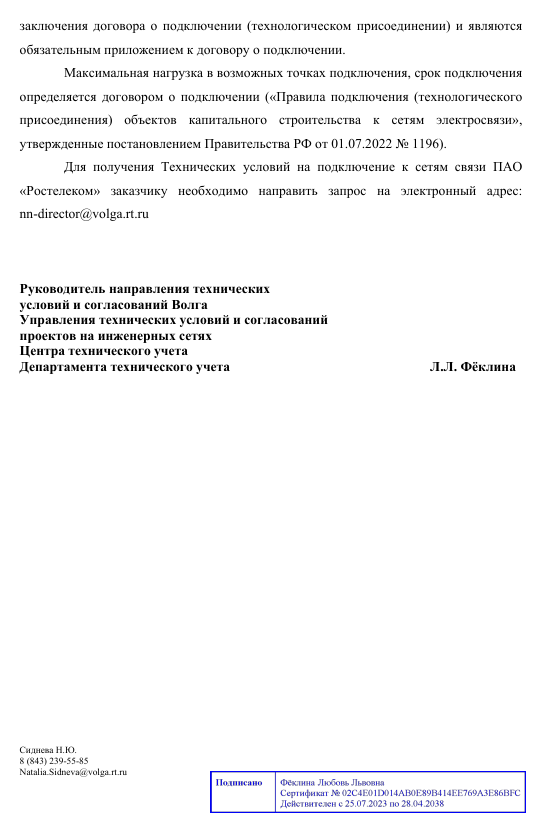 заключения договора о подключении (технологическом присоединении) и являются
обязательным приложением к договору о подключении.
Максимальная нагрузка в возможных точках подключения, срок подключения
определяется договором о подключении («Правила подключения (технологического
присоединения) объектов капитального строительства к сетям электросвязи»,
утвержденные постановлением Правительства РФ от 01.07.2022 № 1196).
Для получения Технических условий на подключение к сетям связи ПАО
«Ростелеком» заказчику необходимо направить запрос на электронный адрес:
nn-director@volga.rt.ru
Руководитель направления технических
условий и согласований Волга
Управления технических условий и согласований
проектов на инженерных сетях
Центра технического учета
Департамента технического учета Л.Л. Фёклина
Сиднева Н.Ю.
8 (843) 239-55-85
Natalia.Sidneva@volga.rt.ru
Подписано Фёклина Любовь Львовна
Сертификат № 02C4E01D014AB0E89B414EE769A3E86BFC
Действителен с 25.07.2023 по 28.04.2038